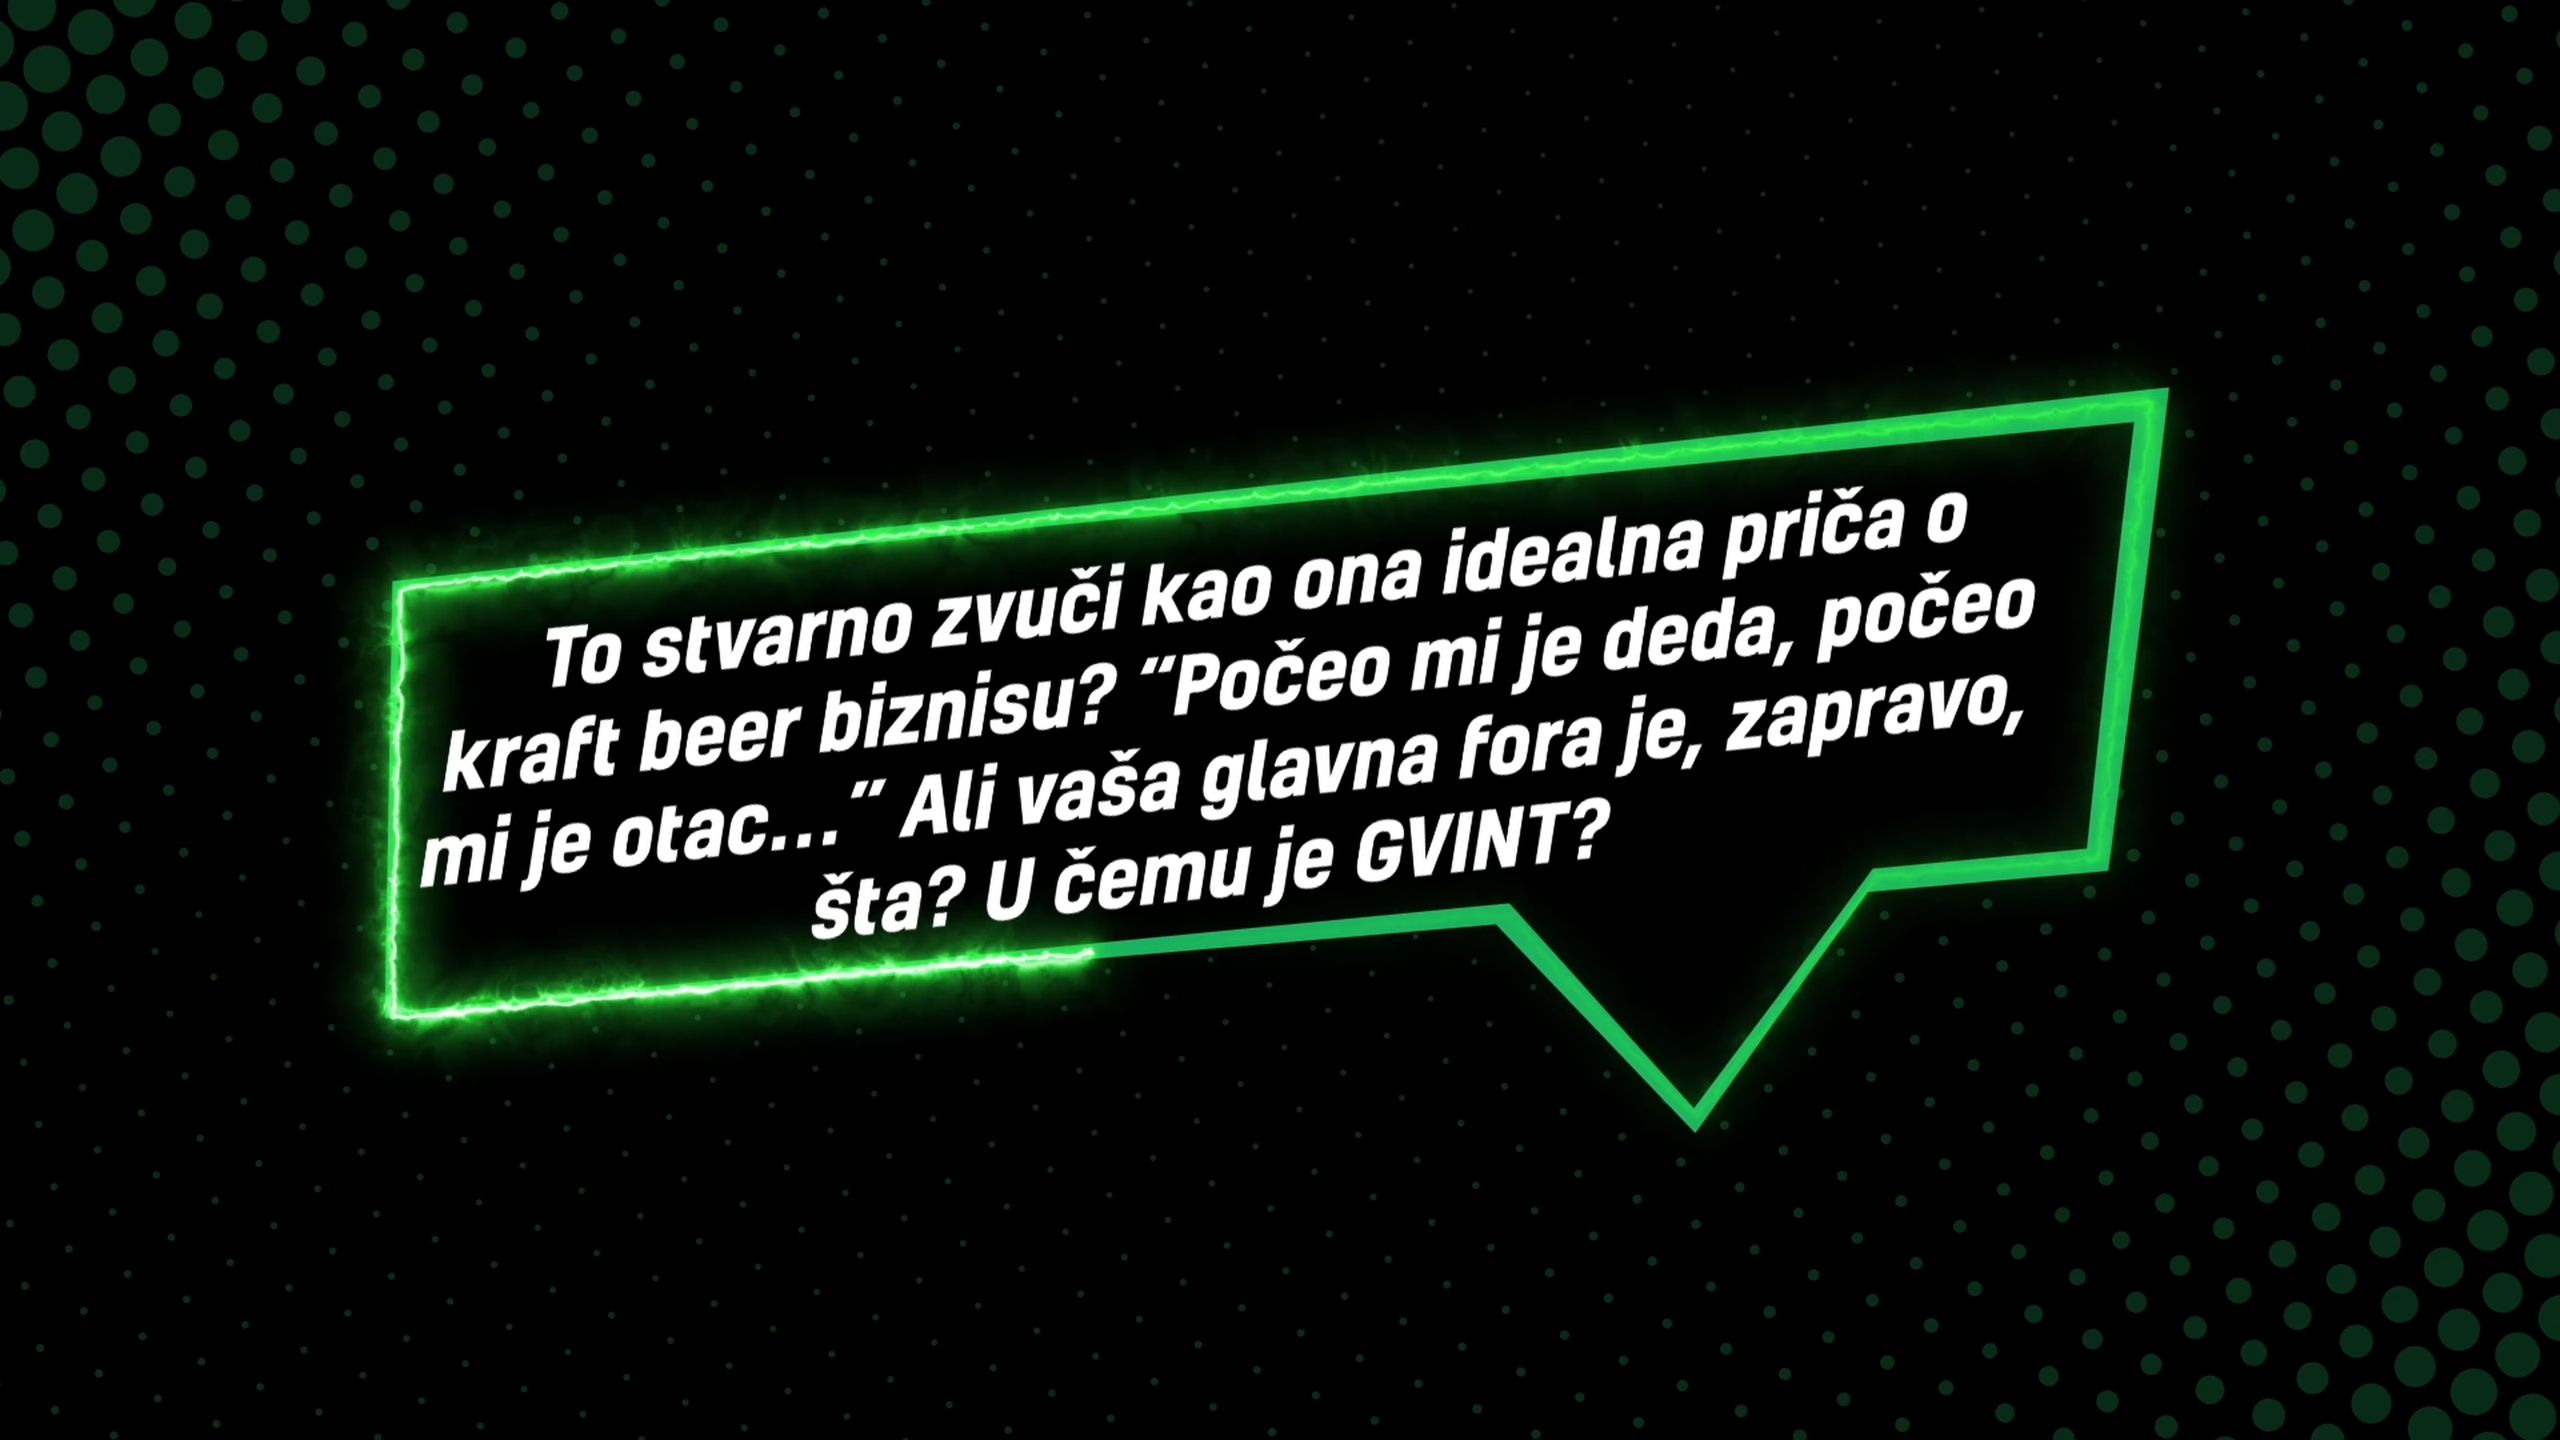 To stvarno zvuči kao ona idealna priča o
kraft beer biznisu? “Počeo mi je deda, počeo
mi je otac...” Ali vaša glavna fora je, zapravo,
šta? U čemu je GVINT?